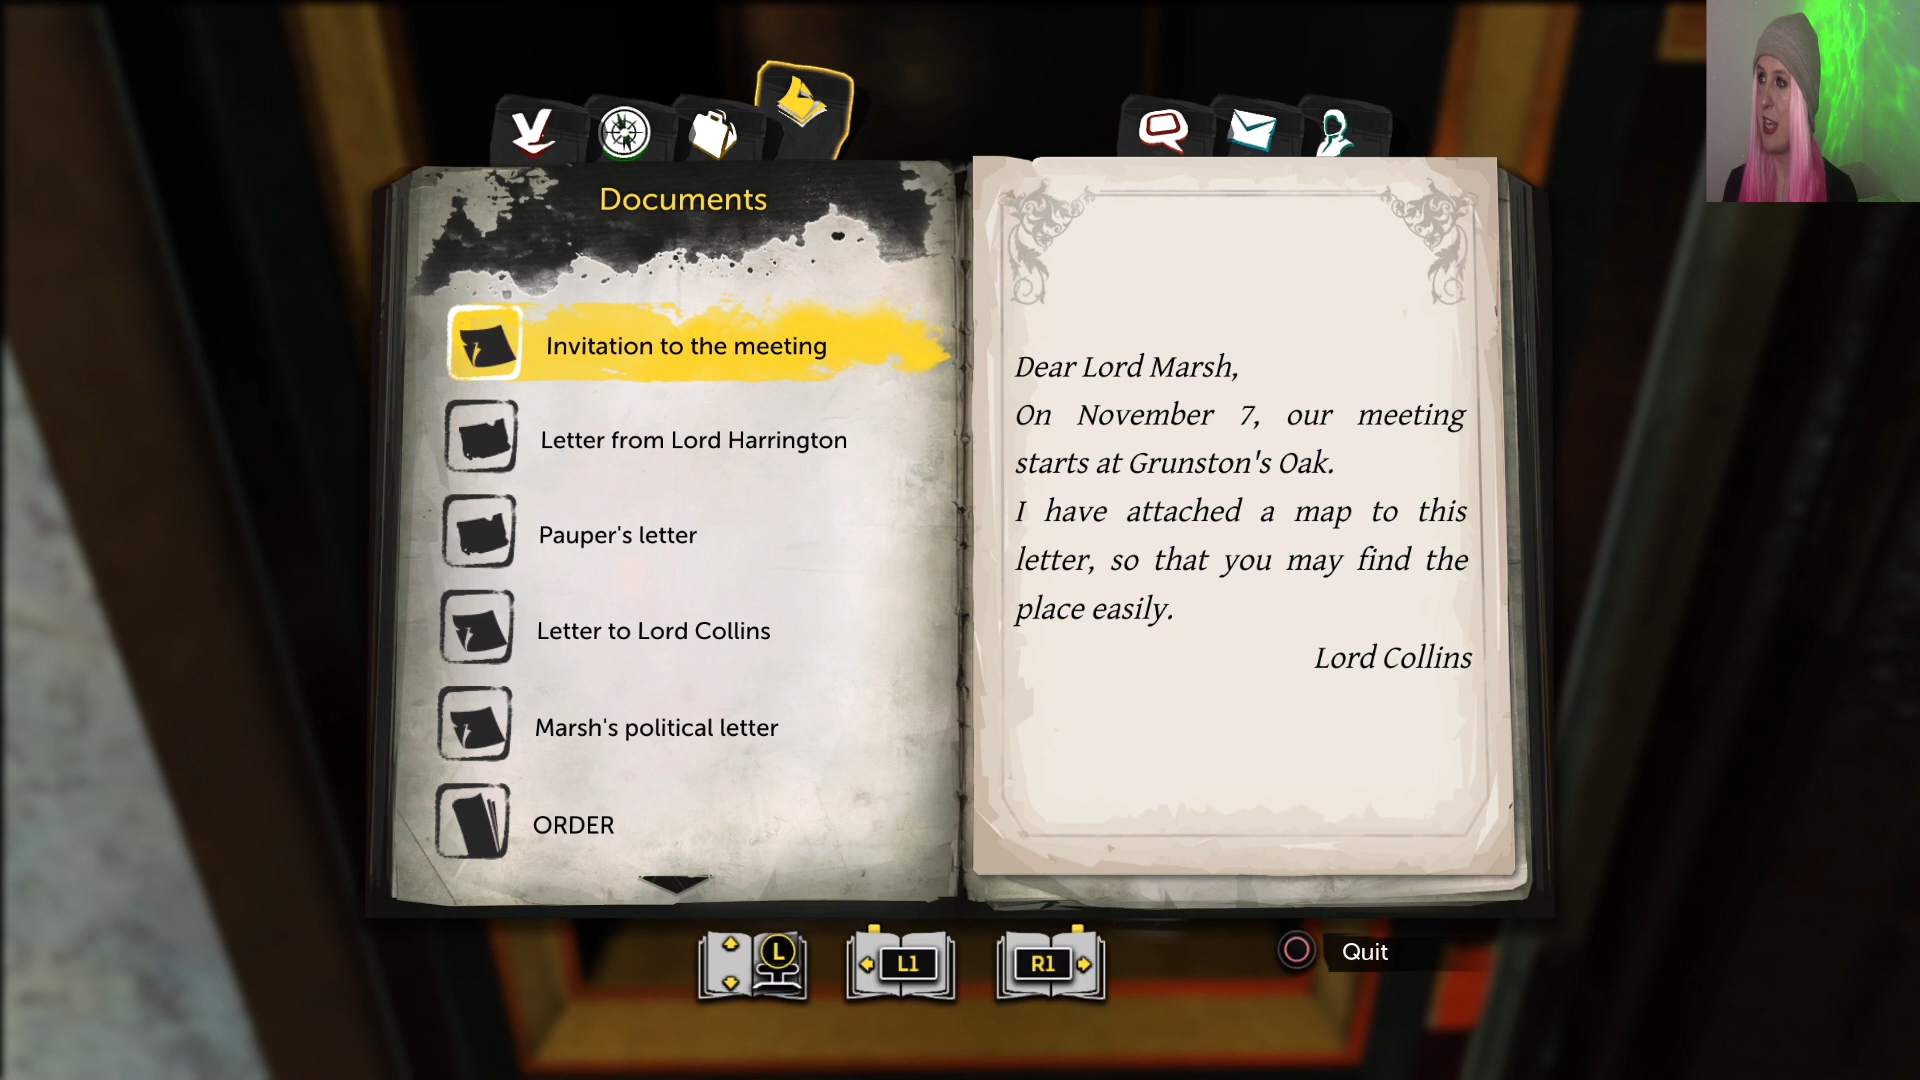 Documents
Invitation to the meeting
Letter from Lord Harrington
Pauper's letter
Letter to Lord Collins
Marsh's political letter
ORDER
Dear Lord Marsh,
On November 7, our meeting
starts at Grunston's Oak.
I have attached a map to this
letter, so that you may find the
place easily.
Lord Collins
L
L1
R1
Quit